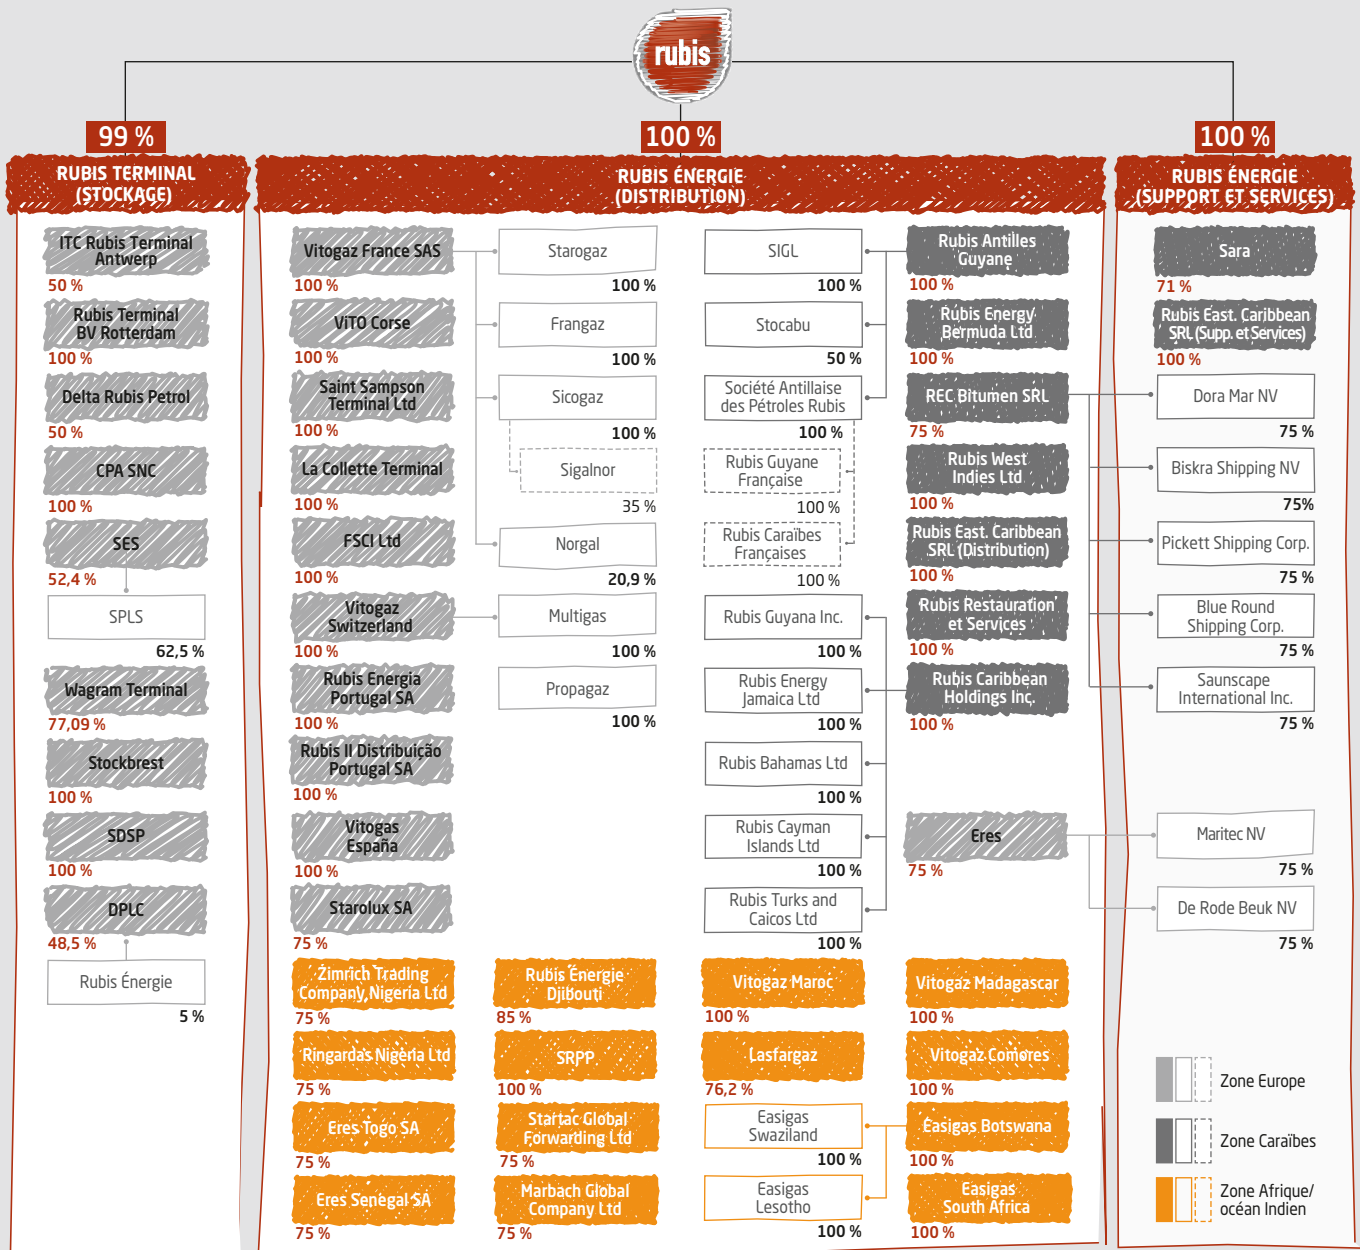 rubis
99 %
100 %
100 %
RUBIS TERMINAL
(STOCKAGE)
RUBIS ÉNERGIE
(DISTRIBUTION)
RUBIS ÉNERGIE
(SUPPORT ET SERVICES)
ITC Rubis Terminal
Antwerp
50 %
Rubis Terminal
BV Rotterdam
100 %
Delta Rubis Petrol
50 %
CPA SNC
100 %
SES
52,4 %
SPLS
62,5 %
Wagram Terminal
77,09 %
Stockbrest
100 %
SDSP
100 %
DPLC
48,5 %
Rubis Énergie
5 %
Vitogaz France SAS
100 %
ViTO Corse
100 %
Saint Sampson
Terminal Ltd
100 %
La Collette Terminal
100 %
FSCI Ltd
100 %
Vitogaz
Switzerland
100 %
Rubis Energia
Portugal SA
100 %
Rubis II Distribuição
Portugal SA
100 %
Vitogas
España
100 %
Starolux SA
75 %
Starogaz
100 %
Frangaz
100 %
Sicogaz
100 %
Sigalnor
35 %
Norgal
20,9 %
Multigas
100 %
Propagaz
100 %
SIGL
100 %
Stocabu
50 %
Société Antillaise
des Pétroles Rubis
100 %
Rubis Guyane
Française
100 %
Rubis Caraïbes
Françaises
100 %
Rubis Guyana Inc.
100 %
Rubis Energy
Jamaica Ltd
100 %
Rubis Bahamas Ltd
100 %
Rubis Cayman
Islands Ltd
100 %
Rubis Turks and
Caicos Ltd
100 %
Rubis Antilles
Guyane
100 %
Rubis Energy
Bermuda Ltd
100 %
REC Bitumen SRL
75 %
Rubis West
Indies Ltd
100 %
Rubis East. Caribbean
SRL (Distribution)
100 %
Rubis Restauration
et Services
100 %
Rubis Caribbean
Holdings Inc.
100 %
Eres
75 %
Zimrich Trading
Company Nigeria Ltd
75 %
Ringardas Nigeria Ltd
75 %
Eres Togo SA
75 %
Eres Senegal SA
75 %
Rubis Énergie
Djibouti
85 %
SRPP
100 %
Startac Global
Forwarding Ltd
75 %
Marbach Global
Company Ltd
75 %
Vitogaz Maroc
100 %
Lasfargaz
76,2 %
Easigas
Swaziland
100 %
Easigas
Lesotho
100 %
Vitogaz Madagascar
100 %
Vitogaz Comores
100 %
Easigas Botswana
100 %
Easigas
South Africa
100 %
Sara
71 %
Rubis East. Caribbean
SRL (Supp. et Services)
100 %
Dora Mar NV
75 %
Biskra Shipping NV
75%
Pickett Shipping Corp.
75 %
Blue Round
Shipping Corp.
75 %
Saunscape
International Inc.
75 %
Maritec NV
75 %
De Rode Beuk NV
75 %
Zone Europe
Zone Caraïbes
Zone Afrique/
océan Indien